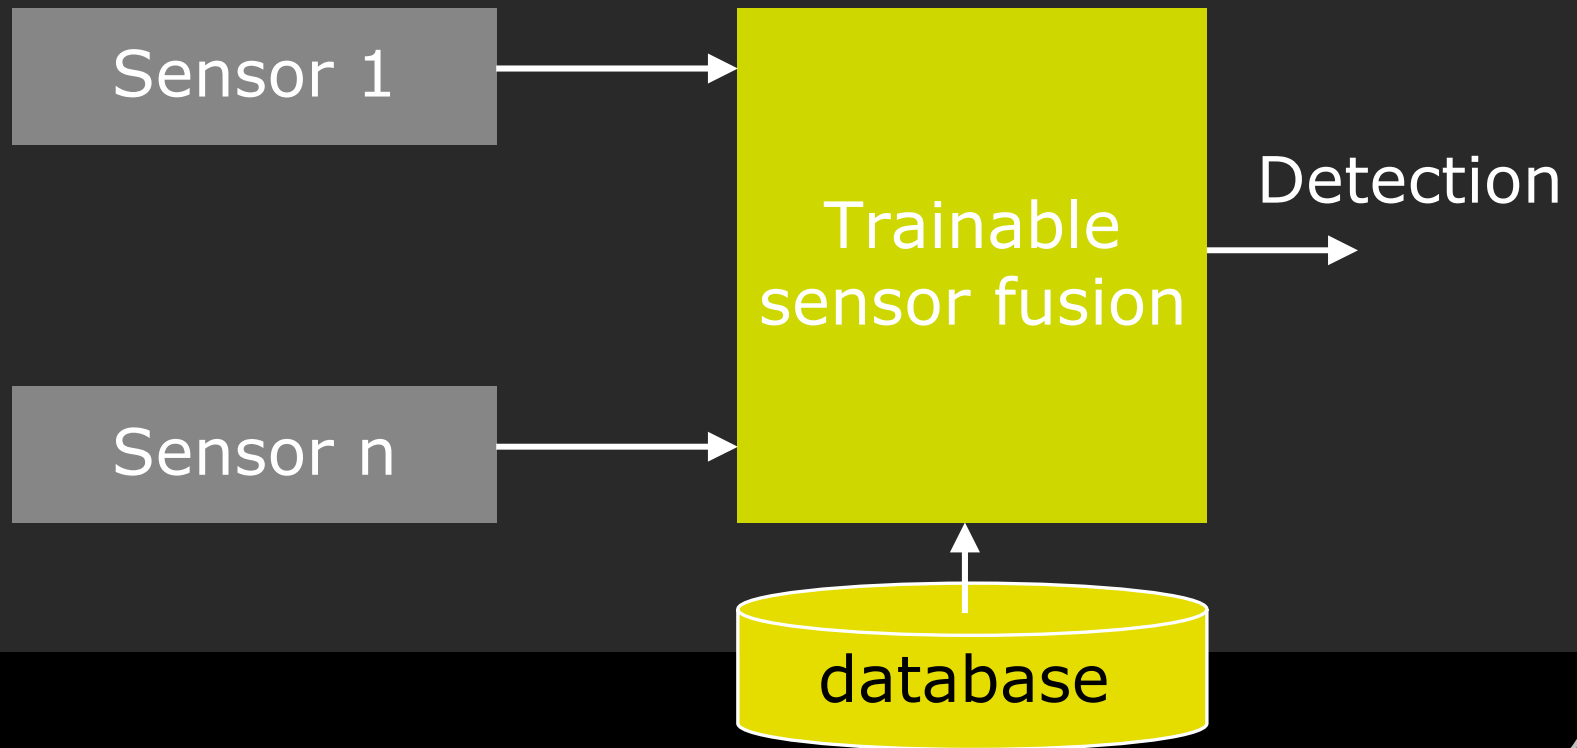 Sensor 1
Detection
Trainable
sensor fusion
Sensor n
database